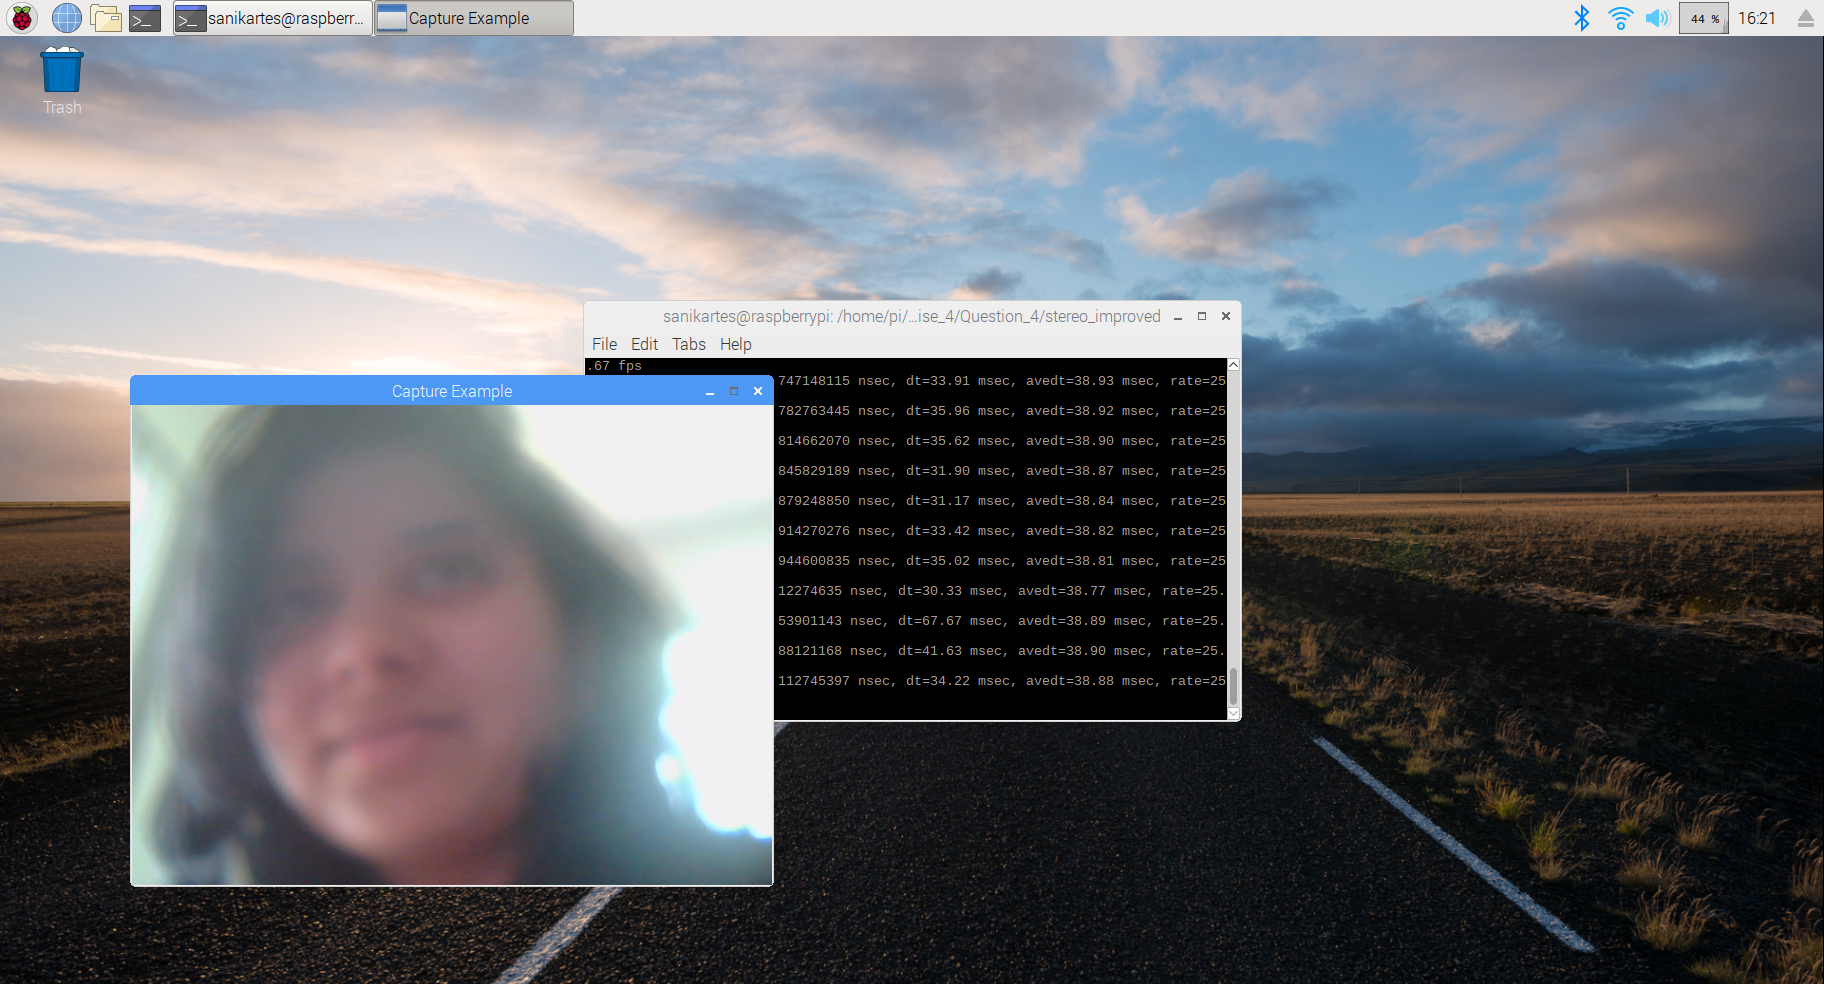 sanikartes@raspberr...
Capture Example
44 %
16:21
Trash
sanikartes@raspberrypi: /home/pi/...ise_4/Question_4/stereo_improved
File Edit Tabs Help
.67 fps
747148115 nsec, dt=33.91 msec, avedt=38.93 msec, rate=25
782763445 nsec, dt=35.96 msec, avedt=38.92 msec, rate=25
814662070 nsec, dt=35.62 msec, avedt=38.90 msec, rate=25
845829189 nsec, dt=31.90 msec, avedt=38.87 msec, rate=25
879248850 nsec, dt=31.17 msec, avedt=38.84 msec, rate=25
914270276 nsec, dt=33.42 msec, avedt=38.82 msec, rate=25
944600835 nsec, dt=35.02 msec, avedt=38.81 msec, rate=25
12274635 nsec, dt=30.33 msec, avedt=38.77 msec, rate=25.
53901143 nsec, dt=67.67 msec, avedt=38.89 msec, rate=25.
88121168 nsec, dt=41.63 msec, avedt=38.90 msec, rate=25.
112745397 nsec, dt=34.22 msec, avedt=38.88 msec, rate=25
Capture Example